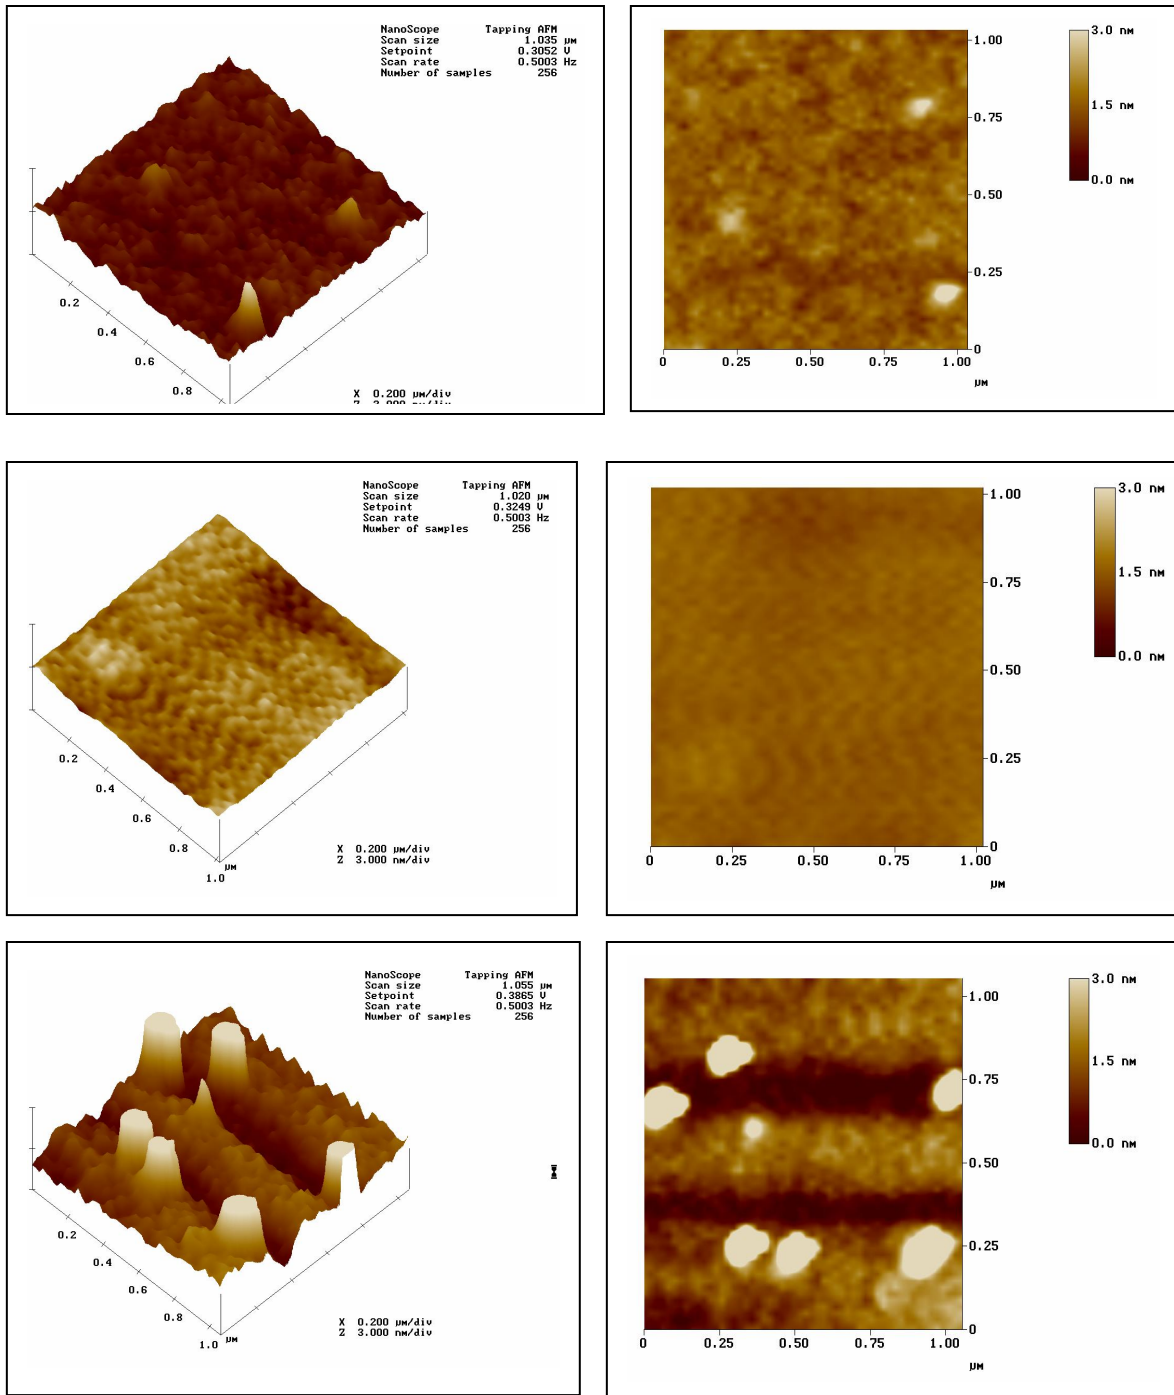 NanoScope Tapping AFM
Scan size 1.035 µm
Setpoint 0.3052 V
Scan rate 0.5003 Hz
Number of samples 256
0.2
0.4
0.6
0.8
X 0.200 µm/div
Z 3.000 nm/div
3.0 nm
1.5 nm
0.0 nm
1.00
0.75
0.50
0.25
0
0 0.25 0.50 0.75 1.00
µm
NanoScope Tapping AFM
Scan size 1.020 µm
Setpoint 0.3249 V
Scan rate 0.5003 Hz
Number of samples 256
0.2
0.4
0.6
0.8
1.0 µm
X 0.200 µm/div
Z 3.000 nm/div
3.0 nm
1.5 nm
0.0 nm
1.00
0.75
0.50
0.25
0
0 0.25 0.50 0.75 1.00
µm
NanoScope Tapping AFM
Scan size 1.055 µm
Setpoint 0.3865 V
Scan rate 0.5003 Hz
Number of samples 256
0.2
0.4
0.6
0.8
1.0 µm
X 0.200 µm/div
Z 3.000 nm/div
3.0 nm
1.5 nm
0.0 nm
1.00
0.75
0.50
0.25
0
0 0.25 0.50 0.75 1.00
µm